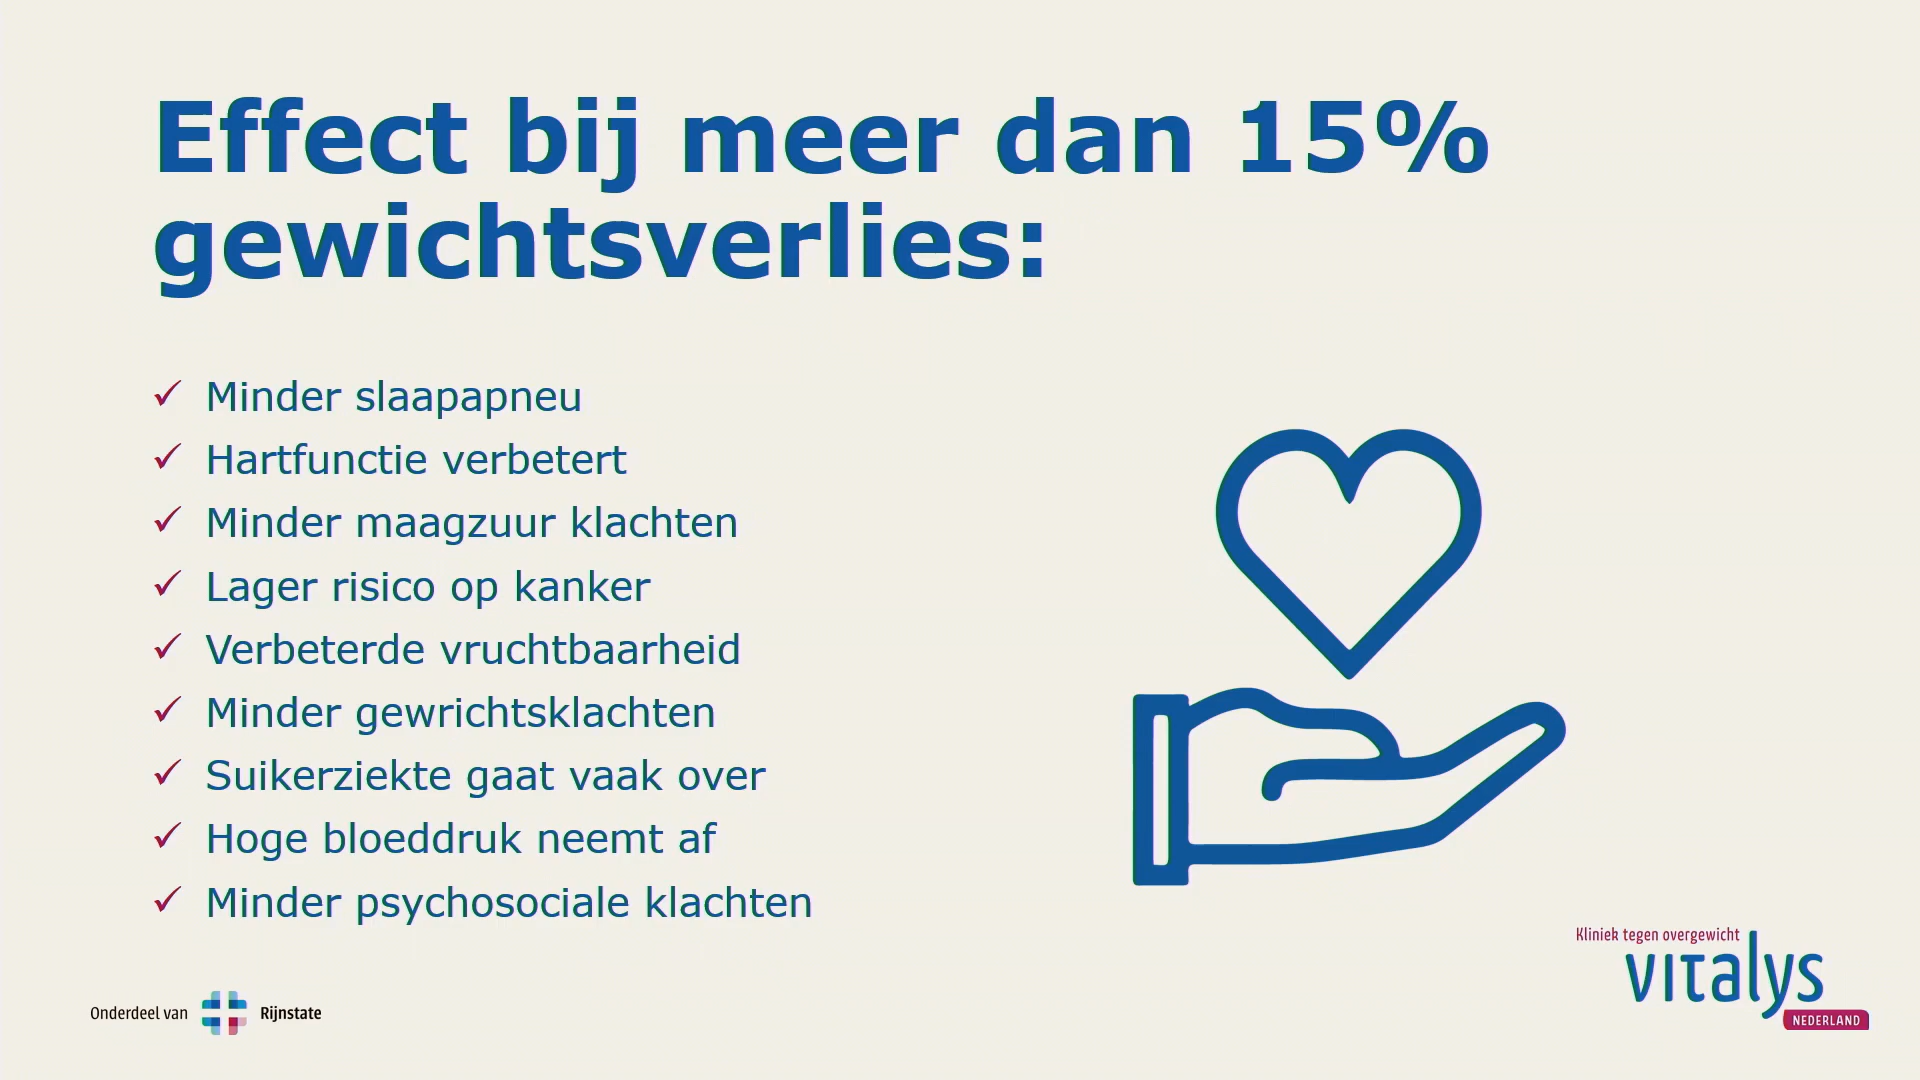 Effect bij meer dan 15%
gewichtsverlies:
Minder slaapapneu
Hartfunctie verbetert
Minder maagzuur klachten
Lager risico op kanker
Verbeterde vruchtbaarheid
Minder gewrichtsklachten
Suikerziekte gaat vaak over
Hoge bloeddruk neemt af
Minder psychosociale klachten
Kliniek tegen overgewicht
vitalys
NEDERLAND
Onderdeel van Rijnstate